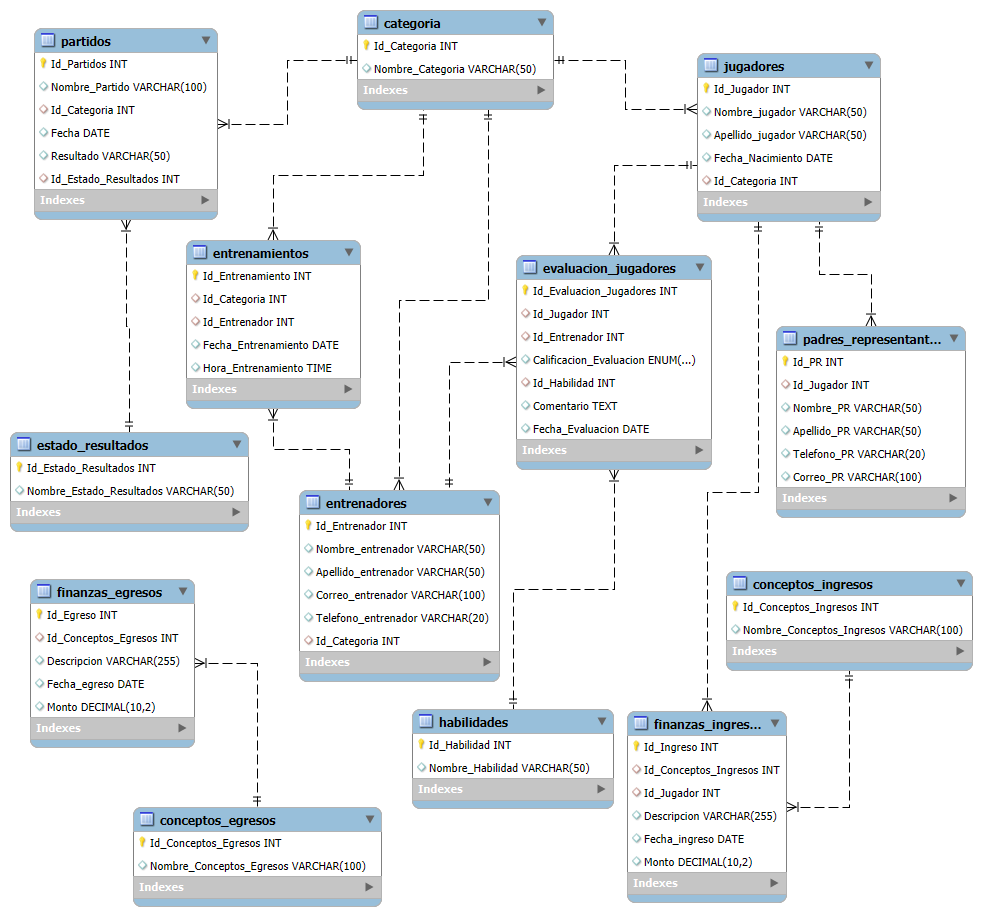 categoria
Id_Categoria INT
Nombre_Categoria VARCHAR(50)
Indexes
partidos
Id_Partidos INT
Nombre_Partido VARCHAR(100)
Id_Categoria INT
Fecha DATE
Resultado VARCHAR(50)
Id_Estado_Resultados INT
Indexes
jugadores
Id_Jugador INT
Nombre_jugador VARCHAR(50)
Apellido_jugador VARCHAR(50)
Fecha_Nacimiento DATE
Id_Categoria INT
Indexes
entrenamientos
Id_Entrenamiento INT
Id_Categoria INT
Id_Entrenador INT
Fecha_Entrenamiento DATE
Hora_Entrenamiento TIME
Indexes
evaluacion_jugadores
Id_Evaluacion_Jugadores INT
Id_Jugador INT
Id_Entrenador INT
Calificacion_Evaluacion ENUM(...)
Id_Habilidad INT
Comentario TEXT
Fecha_Evaluacion DATE
Indexes
padres_representant...
Id_PR INT
Id_Jugador INT
Nombre_PR VARCHAR(50)
Apellido_PR VARCHAR(50)
Telefono_PR VARCHAR(20)
Correo_PR VARCHAR(100)
Indexes
estado_resultados
Id_Estado_Resultados INT
Nombre_Estado_Resultados VARCHAR(50)
Indexes
entrenadores
Id_Entrenador INT
Nombre_entrenador VARCHAR(50)
Apellido_entrenador VARCHAR(50)
Correo_entrenador VARCHAR(100)
Telefono_entrenador VARCHAR(20)
Id_Categoria INT
Indexes
finanzas_egresos
Id_Egreso INT
Id_Conceptos_Egresos INT
Descripcion VARCHAR(255)
Fecha_egreso DATE
Monto DECIMAL(10,2)
Indexes
conceptos_ingresos
Id_Conceptos_Ingresos INT
Nombre_Conceptos_Ingresos VARCHAR(100)
Indexes
habilidades
Id_Habilidad INT
Nombre_Habilidad VARCHAR(50)
Indexes
finanzas_ingres...
Id_Ingreso INT
Id_Conceptos_Ingresos INT
Id_Jugador INT
Descripcion VARCHAR(255)
Fecha_ingreso DATE
Monto DECIMAL(10,2)
Indexes
conceptos_egresos
Id_Conceptos_Egresos INT
Nombre_Conceptos_Egresos VARCHAR(100)
Indexes